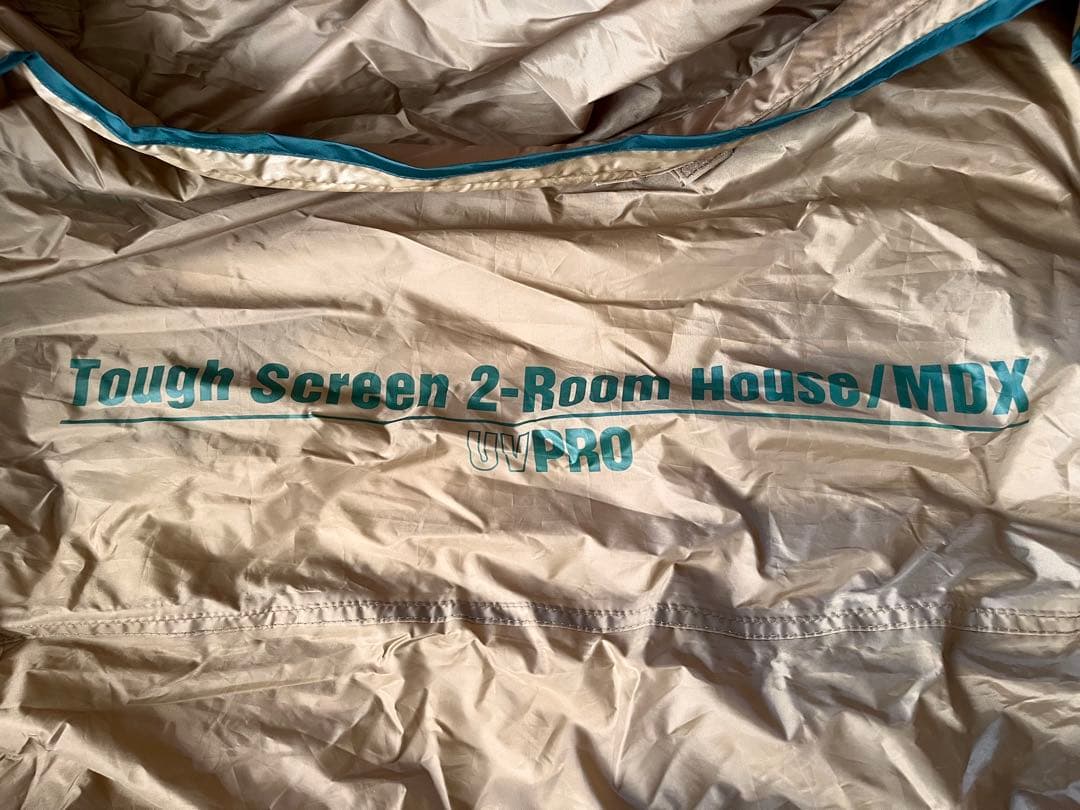 Tough Screen 2-Room House/MDX
UVPRO